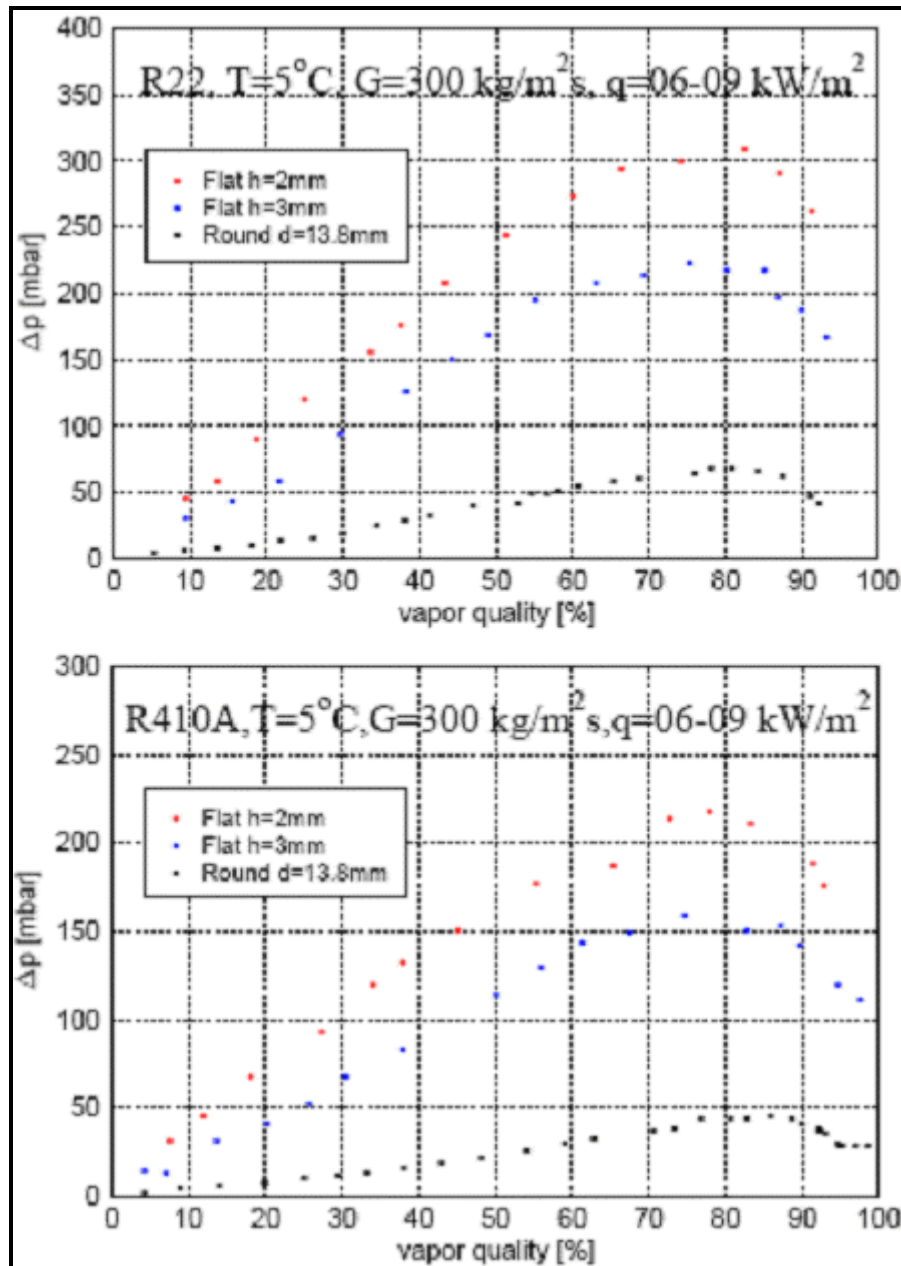 400
R22, T=5°C, G=300 kg/m²s, q=06-09 kW/m²
350
300
Flat h=2mm
Flat h=3mm
Round d=13.8mm
250
200
150
100
50
0
Δp [mbar]
0 10 20 30 40 50 60 70 80 90 100
vapor quality [%]
300
R410A,T=5°C,G=300 kg/m²s,q=06-09 kW/m²
250
Flat h=2mm
Flat h=3mm
Round d=13.8mm
200
150
100
50
0
Δp [mbar]
0 10 20 30 40 50 60 70 80 90 100
vapor quality [%]